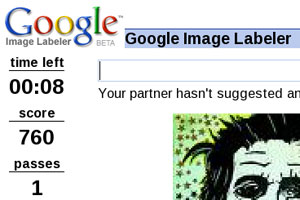 Google™
Image Labeler BETA
Google Image Labeler
time left
00:08
score
760
passes
1
Your partner hasn't suggested an